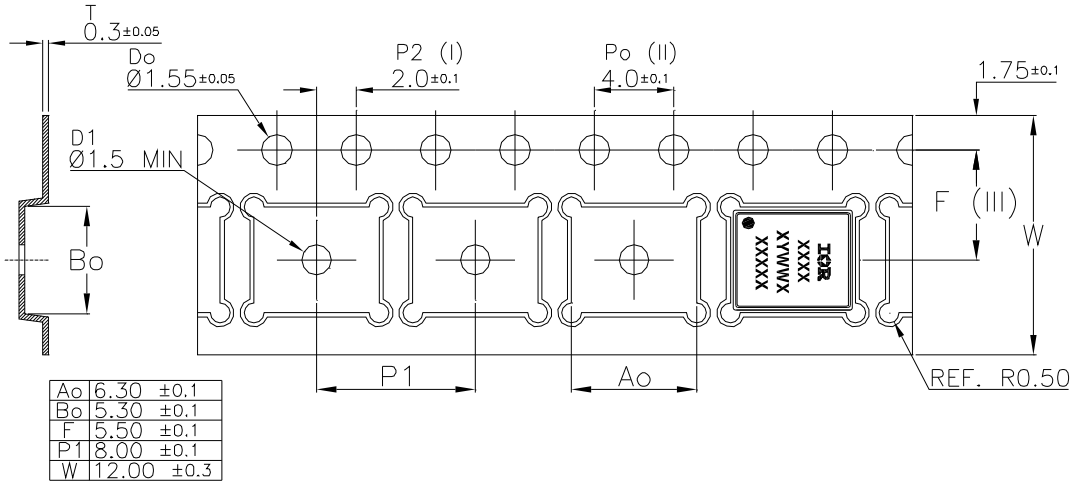 T
0.3±0.05
Do
Ø1.55±0.05
P2 (I)
2.0±0.1
Po (II)
4.0±0.1
1.75±0.1
D1
Ø1.5 MIN
F (III)
W
Bo
IOR
XXXX
XYWWX
XXXXX
P1
Ao
REF. R0.50
Ao 6.30 ±0.1
Bo 5.30 ±0.1
F 5.50 ±0.1
P1 8.00 ±0.1
W 12.00 ±0.3